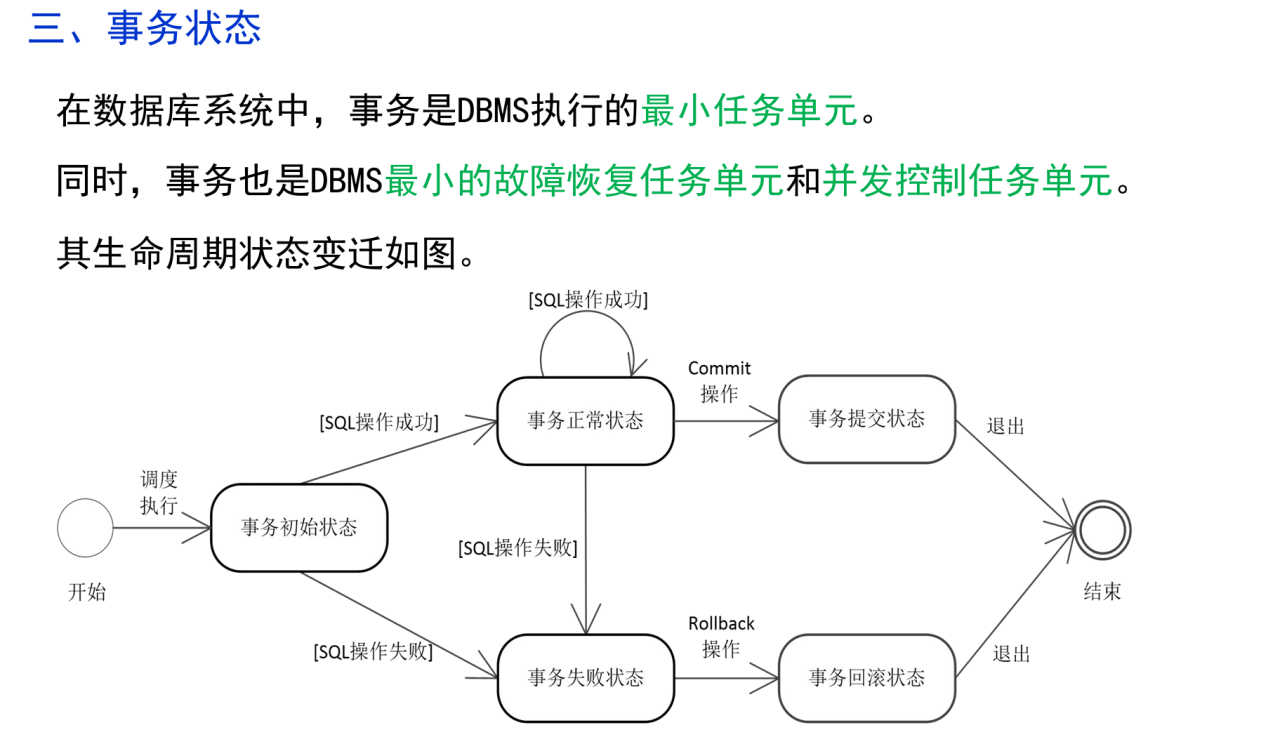 三、事务状态
在数据库系统中，事务是DBMS执行的最小任务单元。
同时，事务也是DBMS最小的故障恢复任务单元和并发控制任务单元。
其生命周期状态变迁如图。
[SQL操作成功]
Commit
操作
[SQL操作成功]
事务正常状态
事务提交状态
退出
调度
执行
事务初始状态
[SQL操作失败]
开始
结束
Rollback
操作
[SQL操作失败]
事务失败状态
事务回滚状态
退出